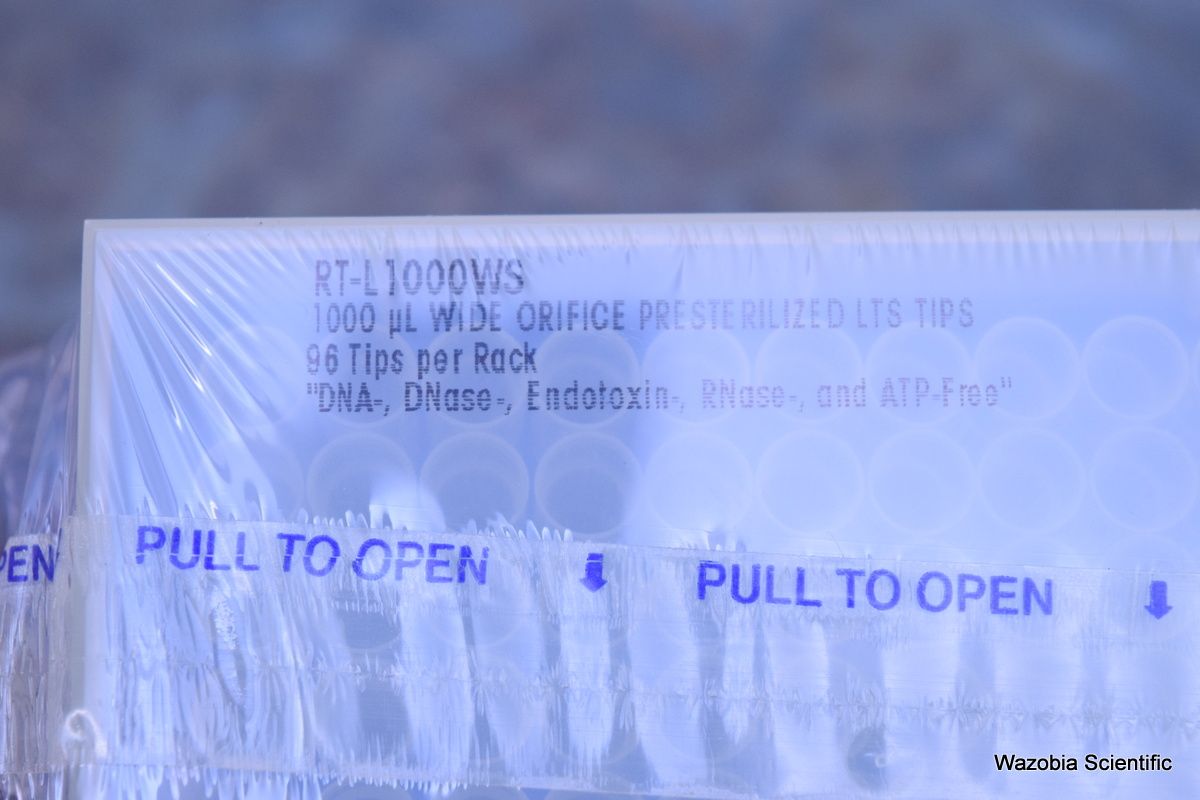 RT-L1000WS
1000 µL WIDE ORIFICE PRESTERILIZED LTS TIPS
96 Tips per Rack
"DNA-, DNase-, Endotoxin-, RNase-, and ATP-Free"
PEN
PULL TO OPEN
PULL TO OPEN
Wazobia Scientific